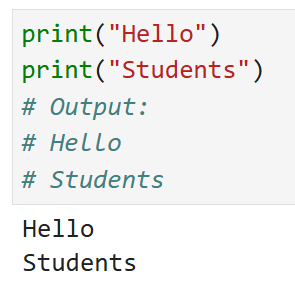 print("Hello")
print("Students")
# Output:
# Hello
# Students
Hello
Students